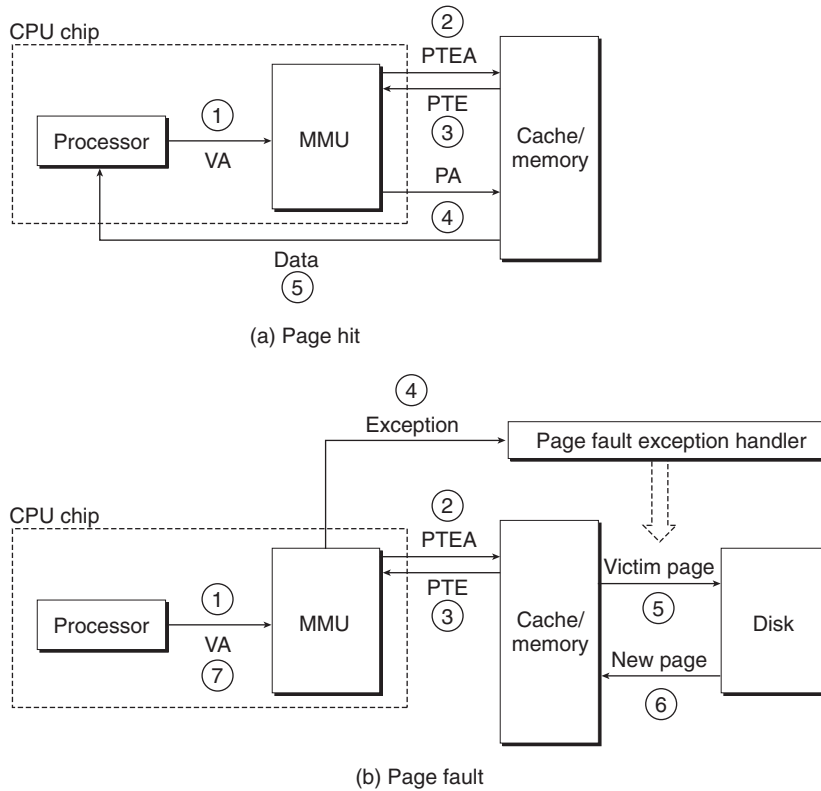 CPU chip
②
PTEA
PTE
③
①
VA
Processor
MMU
Cache/
memory
PA
④
Data
⑤
(a) Page hit
④
Exception
Page fault exception handler
CPU chip
②
PTEA
PTE
③
①
VA
⑦
Processor
MMU
Cache/
memory
Victim page
⑤
Disk
New page
⑥
(b) Page fault